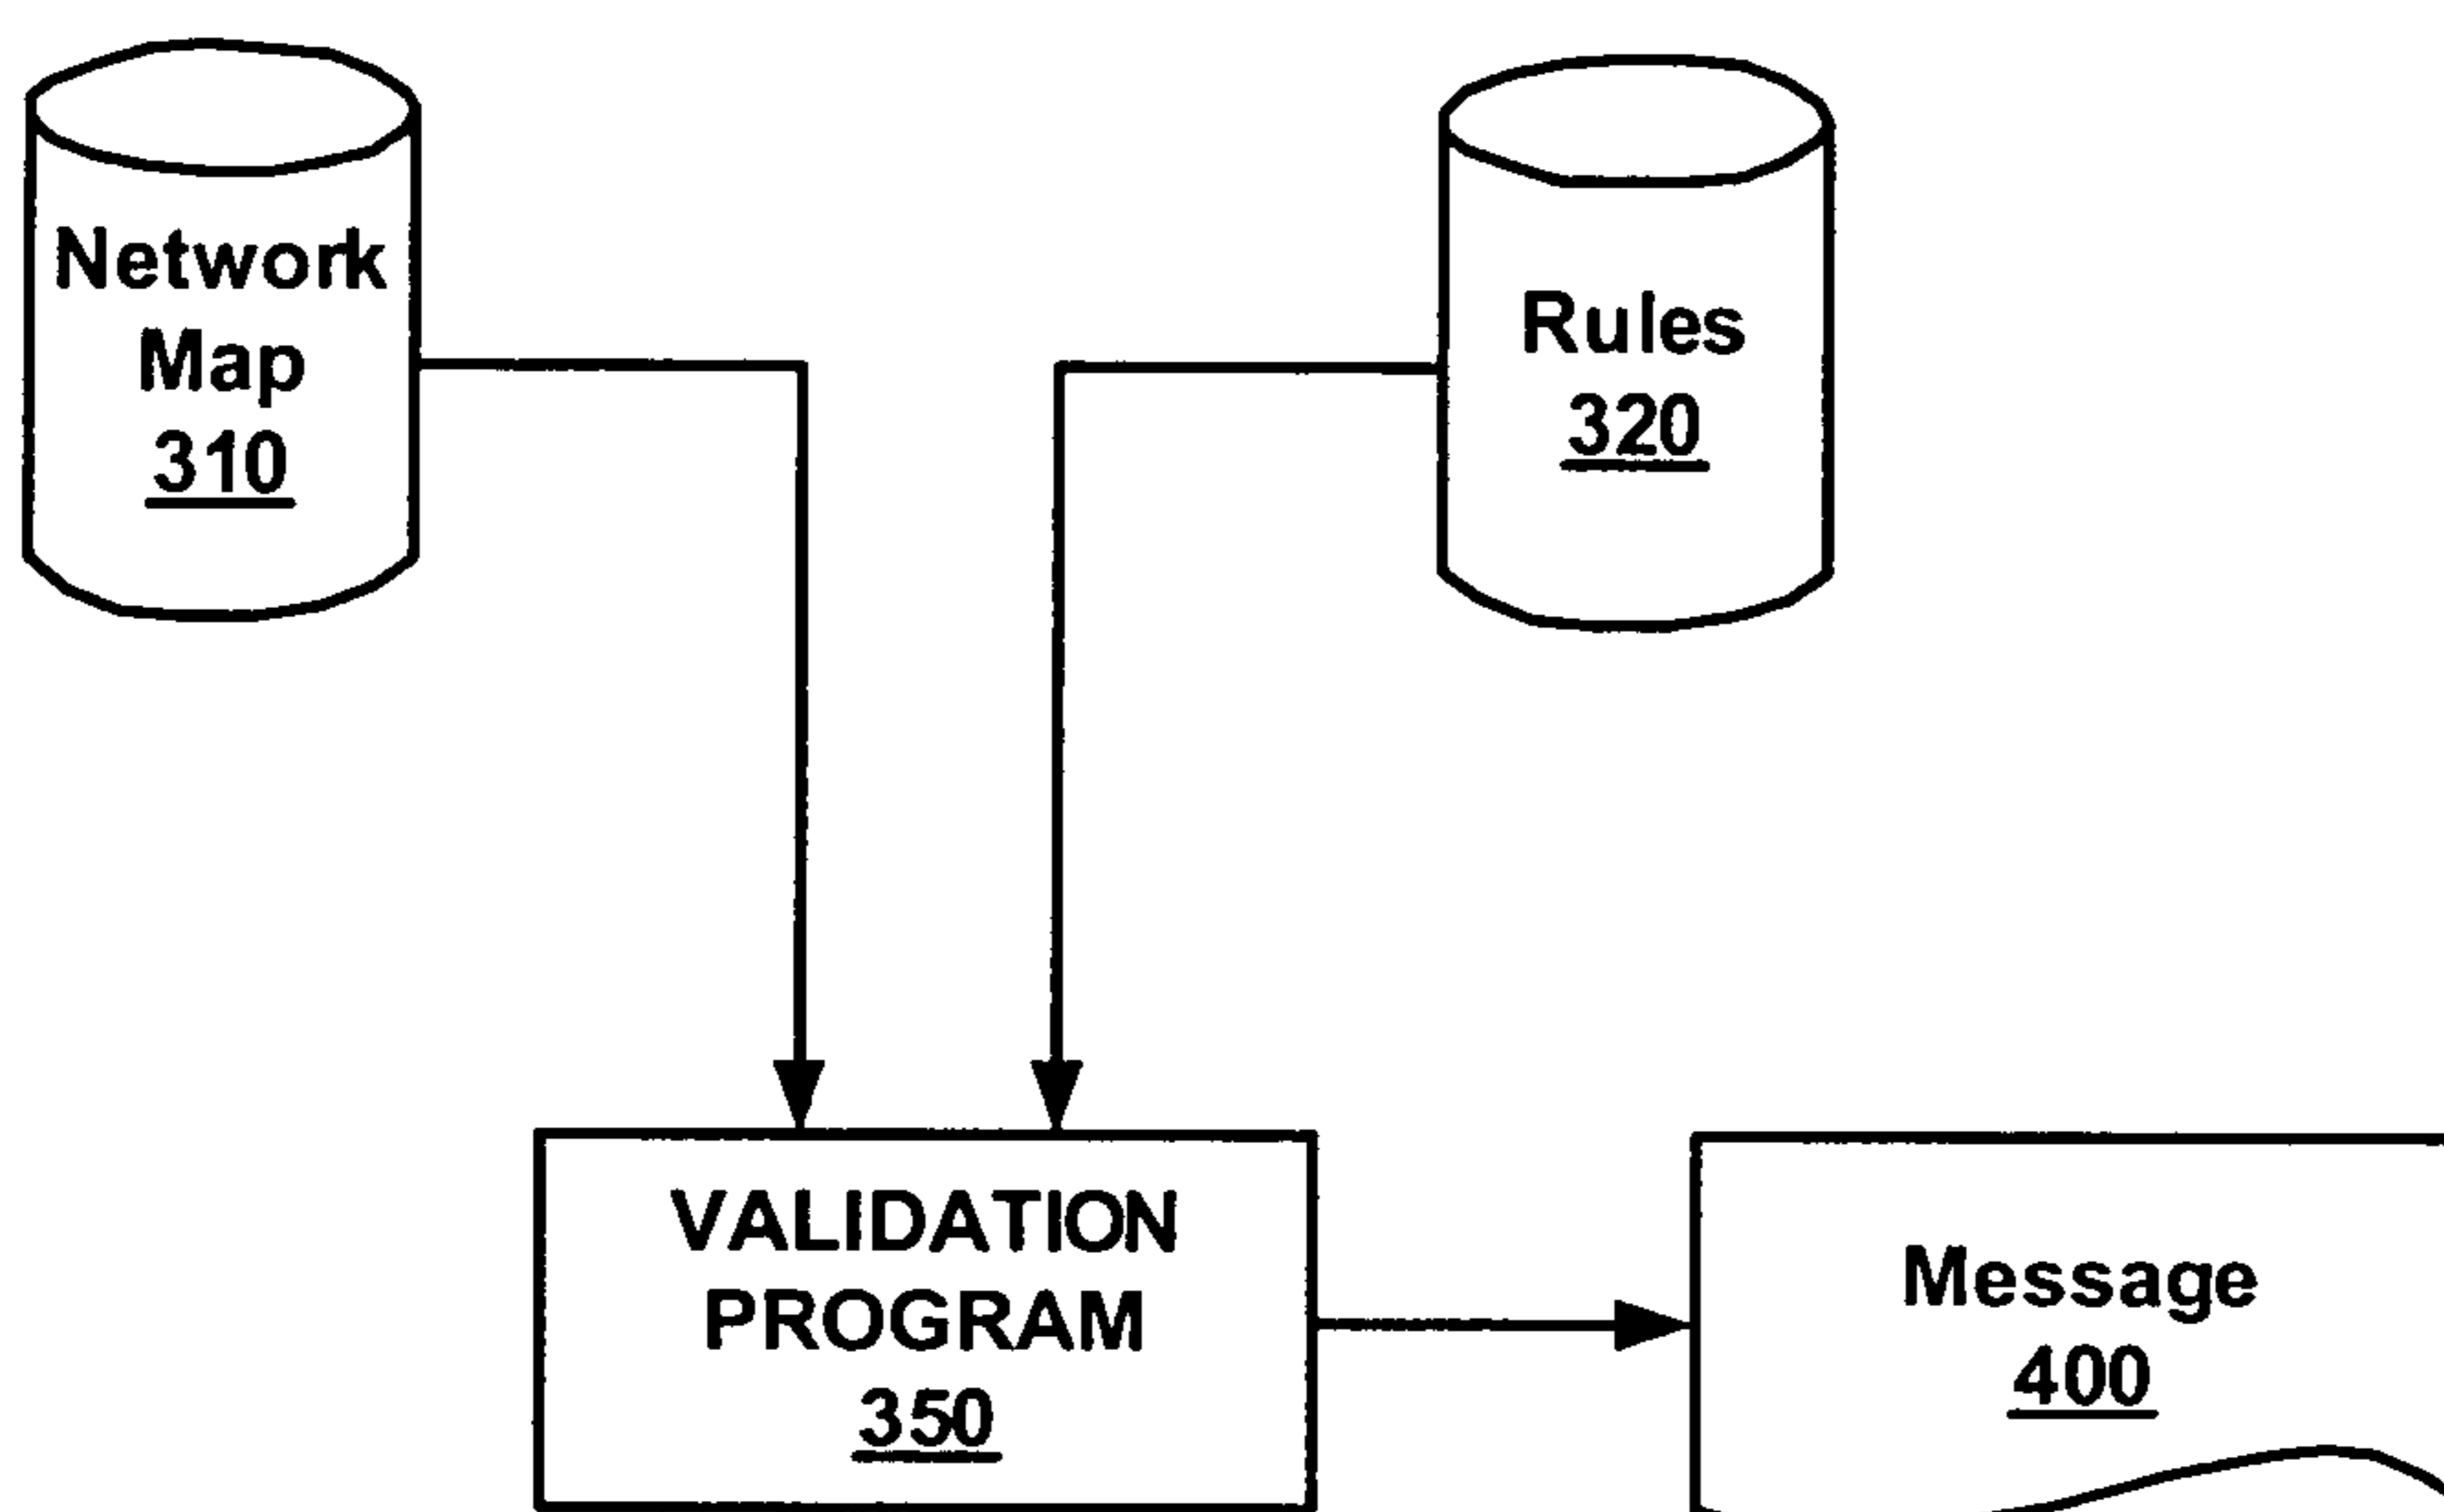 Network
Map
310
Rules
320
VALIDATION
PROGRAM
350
Message
400